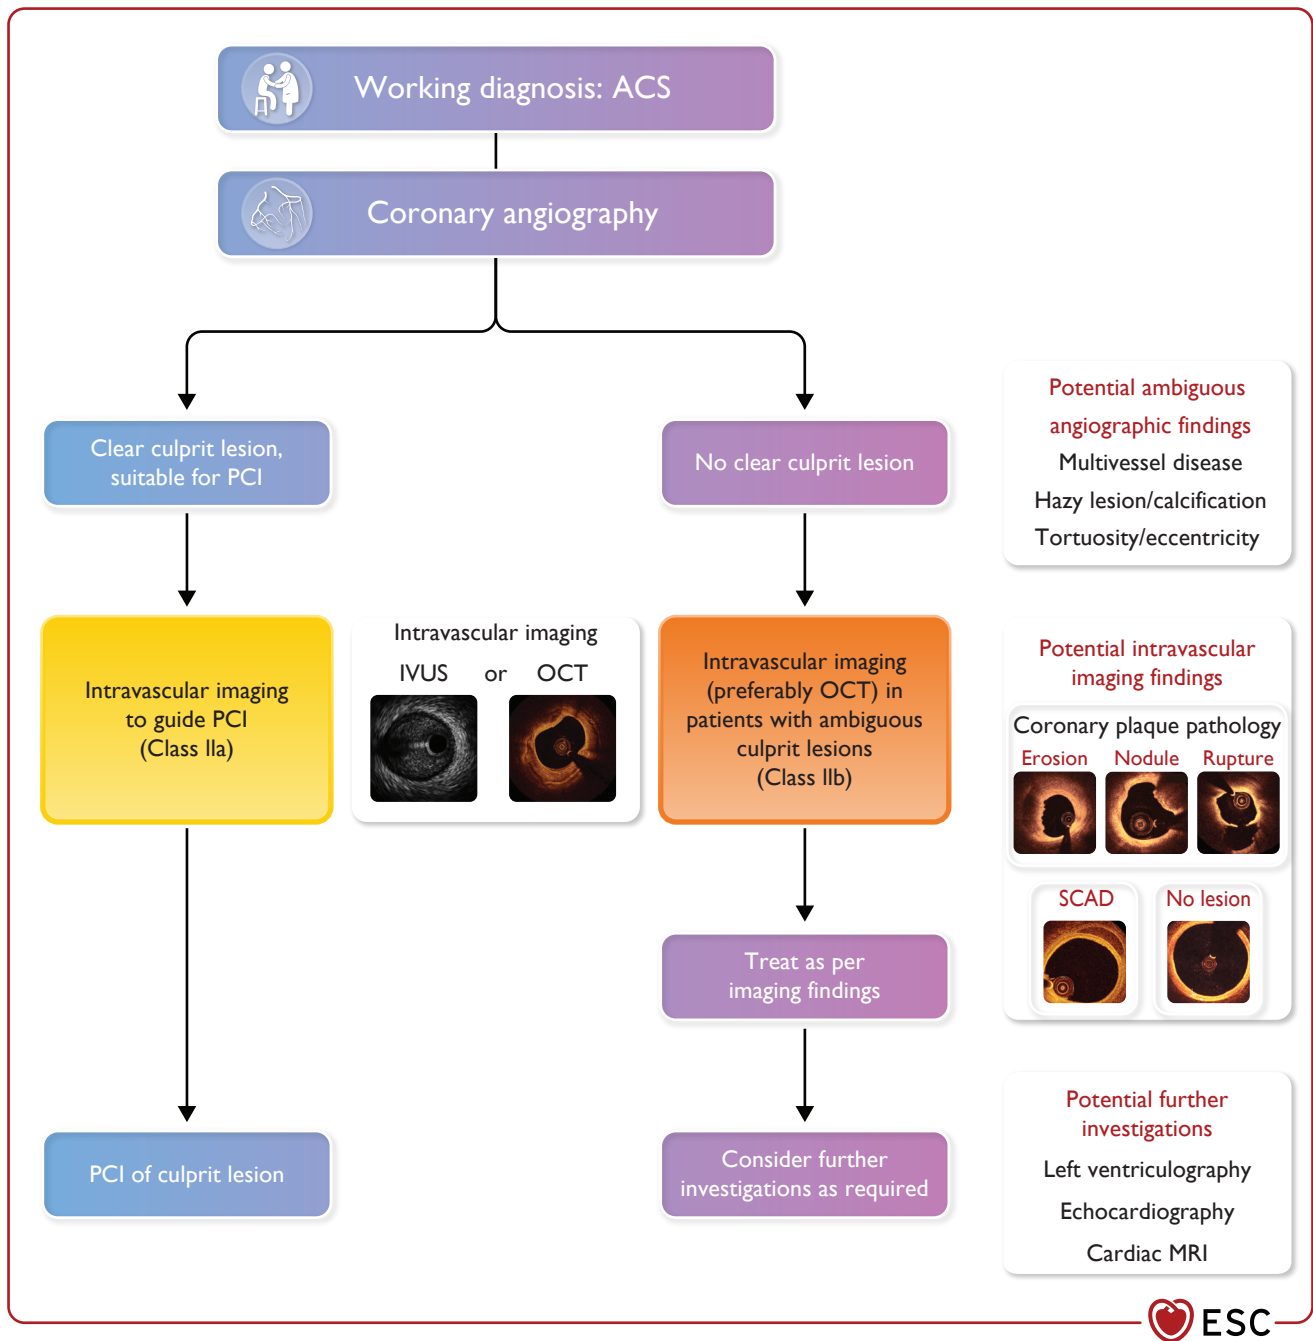 Working diagnosis: ACS
Coronary angiography
Clear culprit lesion,
suitable for PCI
No clear culprit lesion
Potential ambiguous
angiographic findings
Multivessel disease
Hazy lesion/calcification
Tortuosity/eccentricity
Intravascular imaging
to guide PCI
(Class IIa)
Intravascular imaging
IVUS or OCT
Intravascular imaging
(preferably OCT) in
patients with ambiguous
culprit lesions
(Class IIb)
Potential intravascular
imaging findings
Coronary plaque pathology
Erosion Nodule Rupture
SCAD No lesion
Treat as per
imaging findings
PCI of culprit lesion
Consider further
investigations as required
Potential further
investigations
Left ventriculography
Echocardiography
Cardiac MRI
ESC